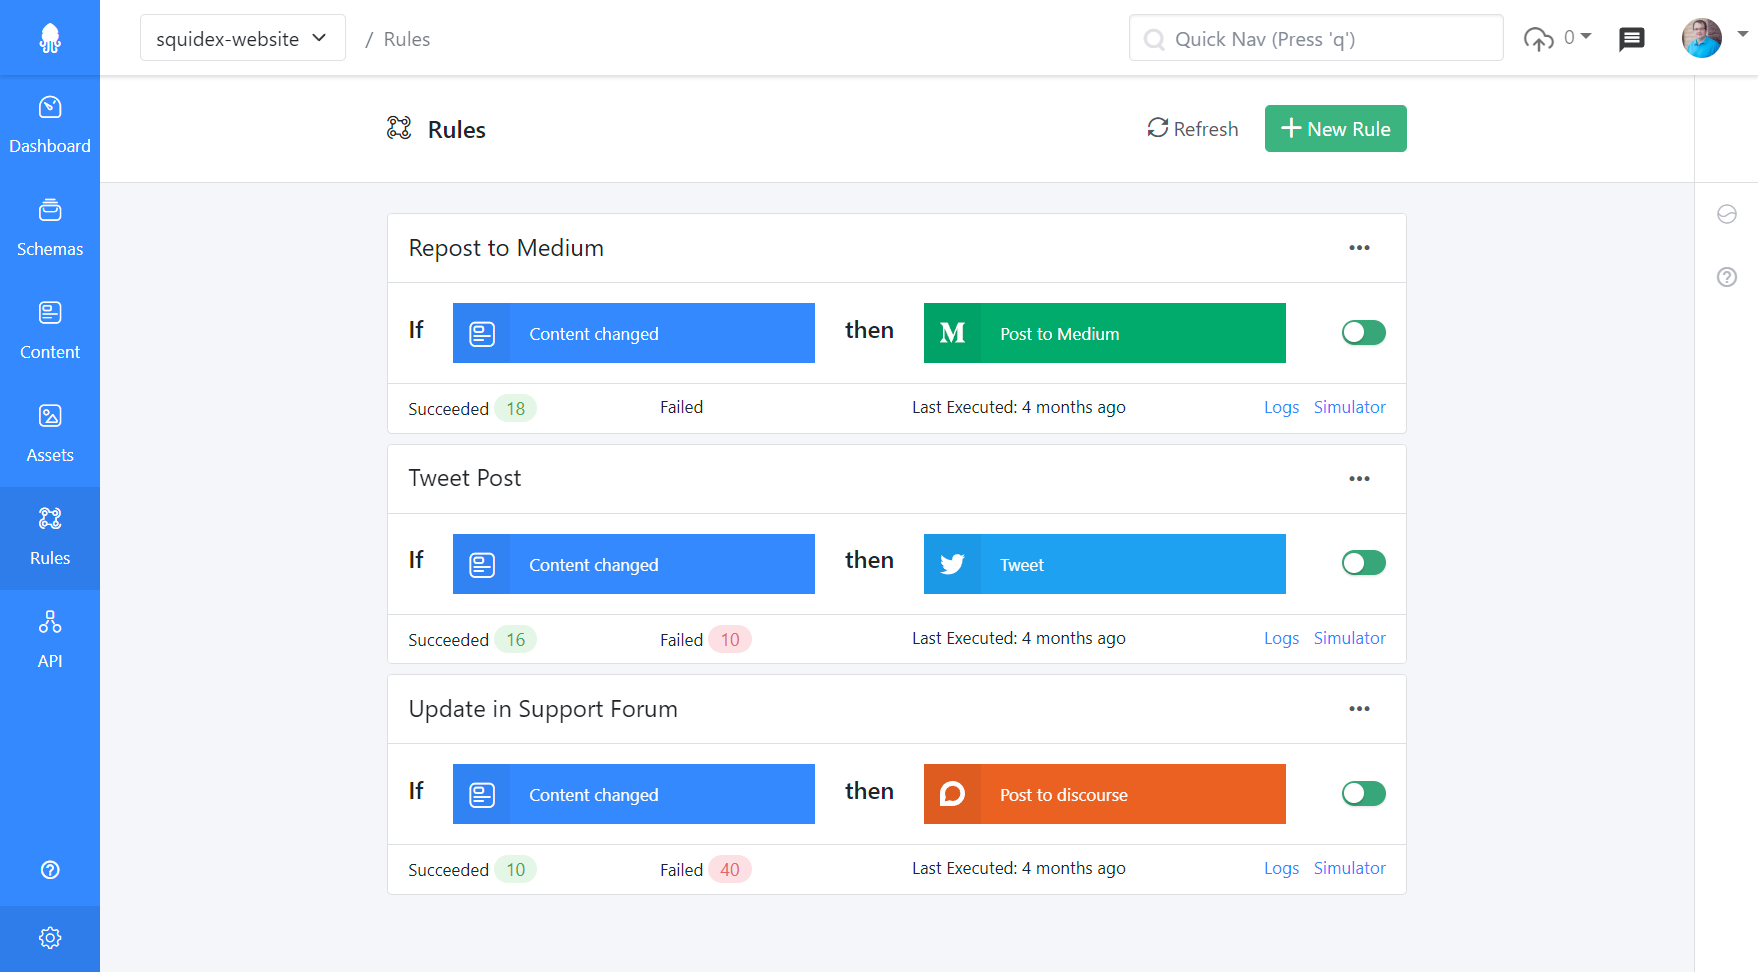 squidex-website / Rules Quick Nav (Press 'q') 0
Dashboard
Schemas
Content
Assets
Rules
API
Rules Refresh New Rule
Repost to Medium
If Content changed then M Post to Medium
Succeeded 18 Failed Last Executed: 4 months ago Logs Simulator
Tweet Post
If Content changed then Tweet
Succeeded 16 Failed 10 Last Executed: 4 months ago Logs Simulator
Update in Support Forum
If Content changed then Post to discourse
Succeeded 10 Failed 40 Last Executed: 4 months ago Logs Simulator